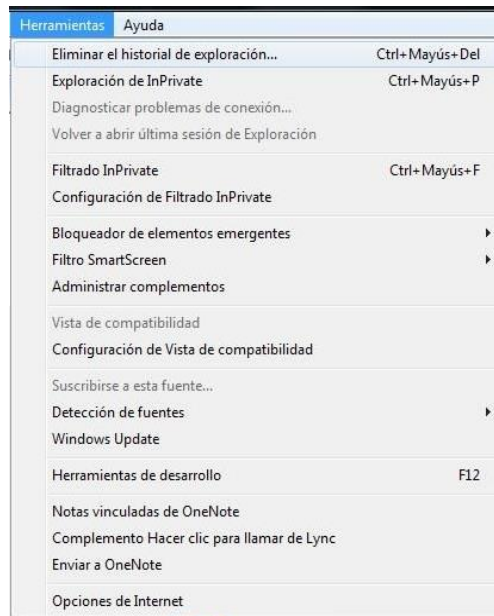 Herramientas Ayuda
Eliminar el historial de exploración... Ctrl+Mayús+Del
Exploración de InPrivate Ctrl+Mayús+P
Diagnosticar problemas de conexión...
Volver a abrir última sesión de Exploración
Filtrado InPrivate Ctrl+Mayús+F
Configuración de Filtrado InPrivate
Bloqueador de elementos emergentes
Filtro SmartScreen
Administrar complementos
Vista de compatibilidad
Configuración de Vista de compatibilidad
Suscribirse a esta fuente...
Detección de fuentes
Windows Update
Herramientas de desarrollo F12
Notas vinculadas de OneNote
Complemento Hacer clic para llamar de Lync
Enviar a OneNote
Opciones de Internet